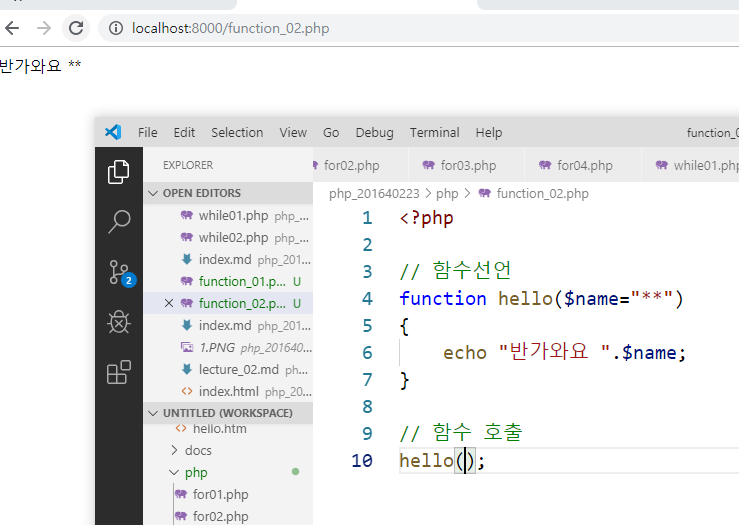 localhost:8000/function_02.php
반가와요 **
File Edit Selection View Go Debug Terminal Help
function_0
EXPLORER
OPEN EDITORS
while01.php php_...
while02.php php_...
index.md php_201...
function_01.p... U
function_02.p... U
index.md php_201...
1.PNG php_201640...
lecture_02.md ph...
index.html php_20...
UNTITLED (WORKSPACE)
hello.htm
docs
php
for01.php
for02.php
for02.php for03.php for04.php while01.php
php_201640223 > php > function_02.php
1 <?php
2
3 // 함수선언
4 function hello($name="**")
5 {
6 echo "반가와요 ".$name;
7 }
8
9 // 함수 호출
10 hello();
2